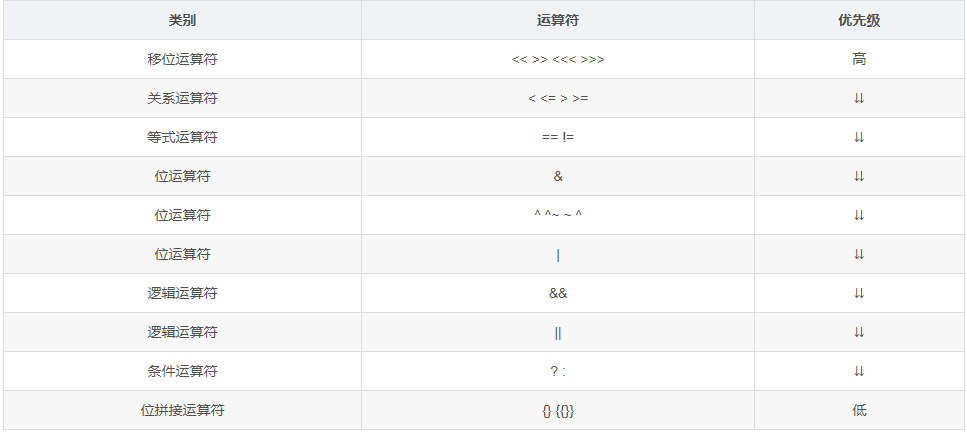 类别 运算符 优先级
移位运算符 << >> <<< >>> 高
关系运算符 < <= > >= ⇊
等式运算符 == != ⇊
位运算符 & ⇊
位运算符 ^ ^~ ~ ^ ⇊
位运算符 | ⇊
逻辑运算符 && ⇊
逻辑运算符 || ⇊
条件运算符 ? : ⇊
位拼接运算符 {} {{}} 低